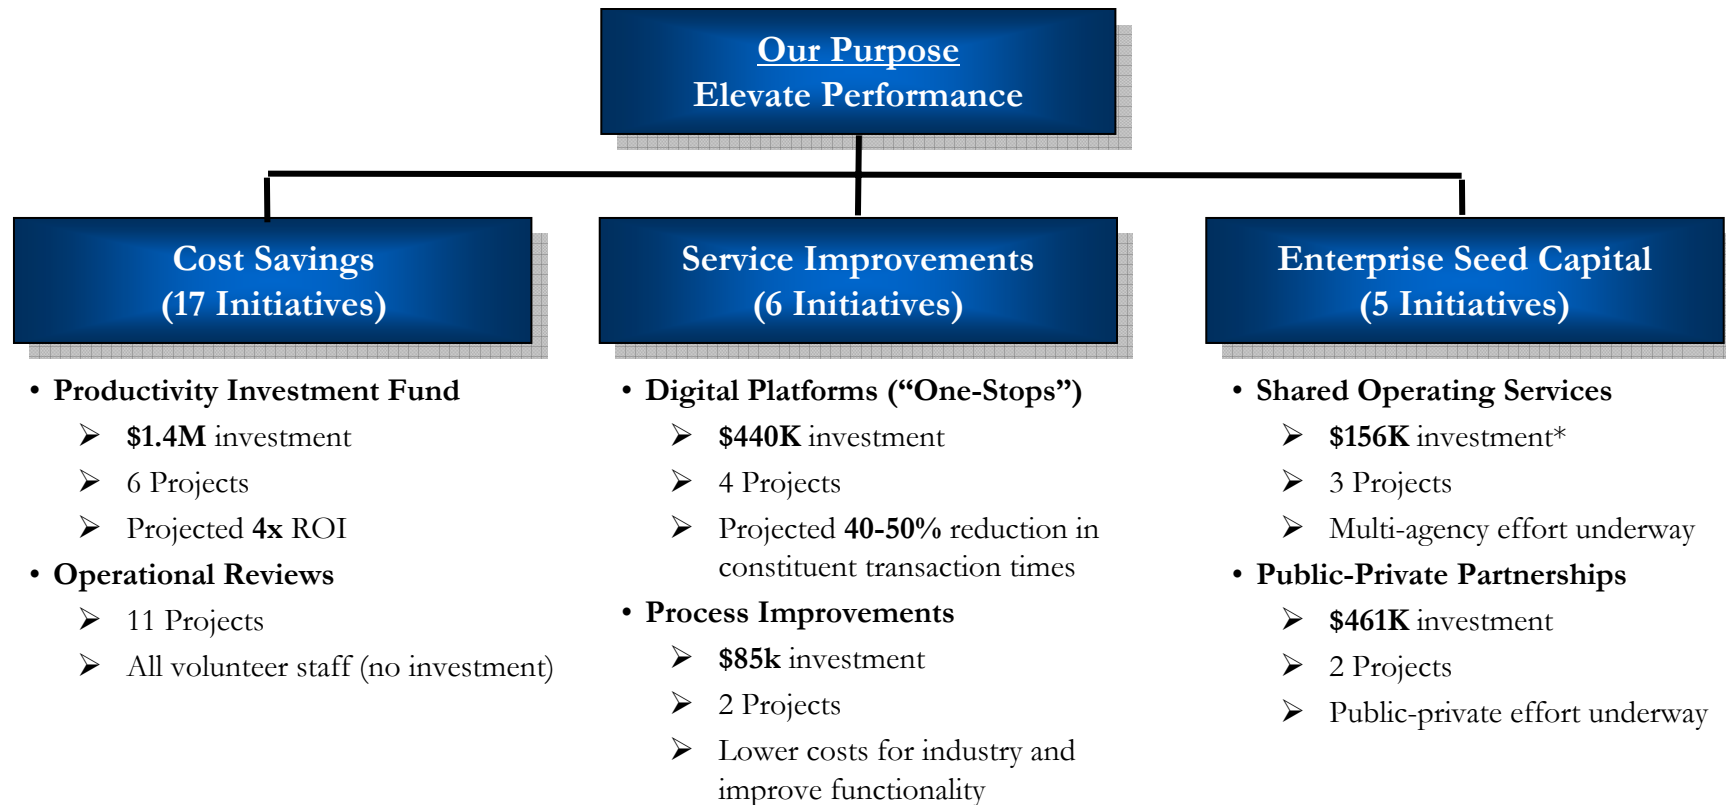 Our Purpose
Elevate Performance
Cost Savings
(17 Initiatives)
• Productivity Investment Fund
➢ $1.4M investment
➢ 6 Projects
➢ Projected 4x ROI
• Operational Reviews
➢ 11 Projects
➢ All volunteer staff (no investment)
Service Improvements
(6 Initiatives)
• Digital Platforms (“One-Stops”)
➢ $440K investment
➢ 4 Projects
➢ Projected 40-50% reduction in
constituent transaction times
• Process Improvements
➢ $85k investment
➢ 2 Projects
➢ Lower costs for industry and
improve functionality
Enterprise Seed Capital
(5 Initiatives)
• Shared Operating Services
➢ $156K investment*
➢ 3 Projects
➢ Multi-agency effort underway
• Public-Private Partnerships
➢ $461K investment
➢ 2 Projects
➢ Public-private effort underway